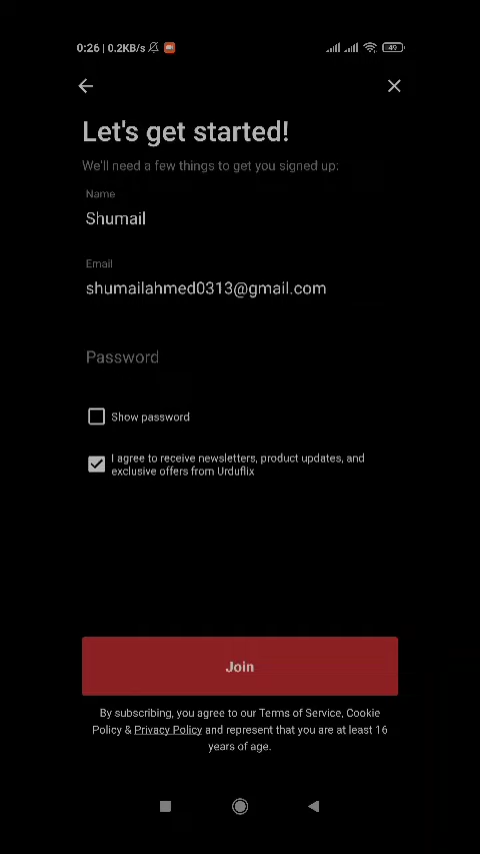 0:26 | 0.2KB/s
49
Let's get started!
We'll need a few things to get you signed up:
Name
Shumail
Email
shumailahmed0313@gmail.com
Password
Show password
I agree to receive newsletters, product updates, and
exclusive offers from Urduflix
Join
By subscribing, you agree to our Terms of Service, Cookie
Policy & Privacy Policy and represent that you are at least 16
years of age.